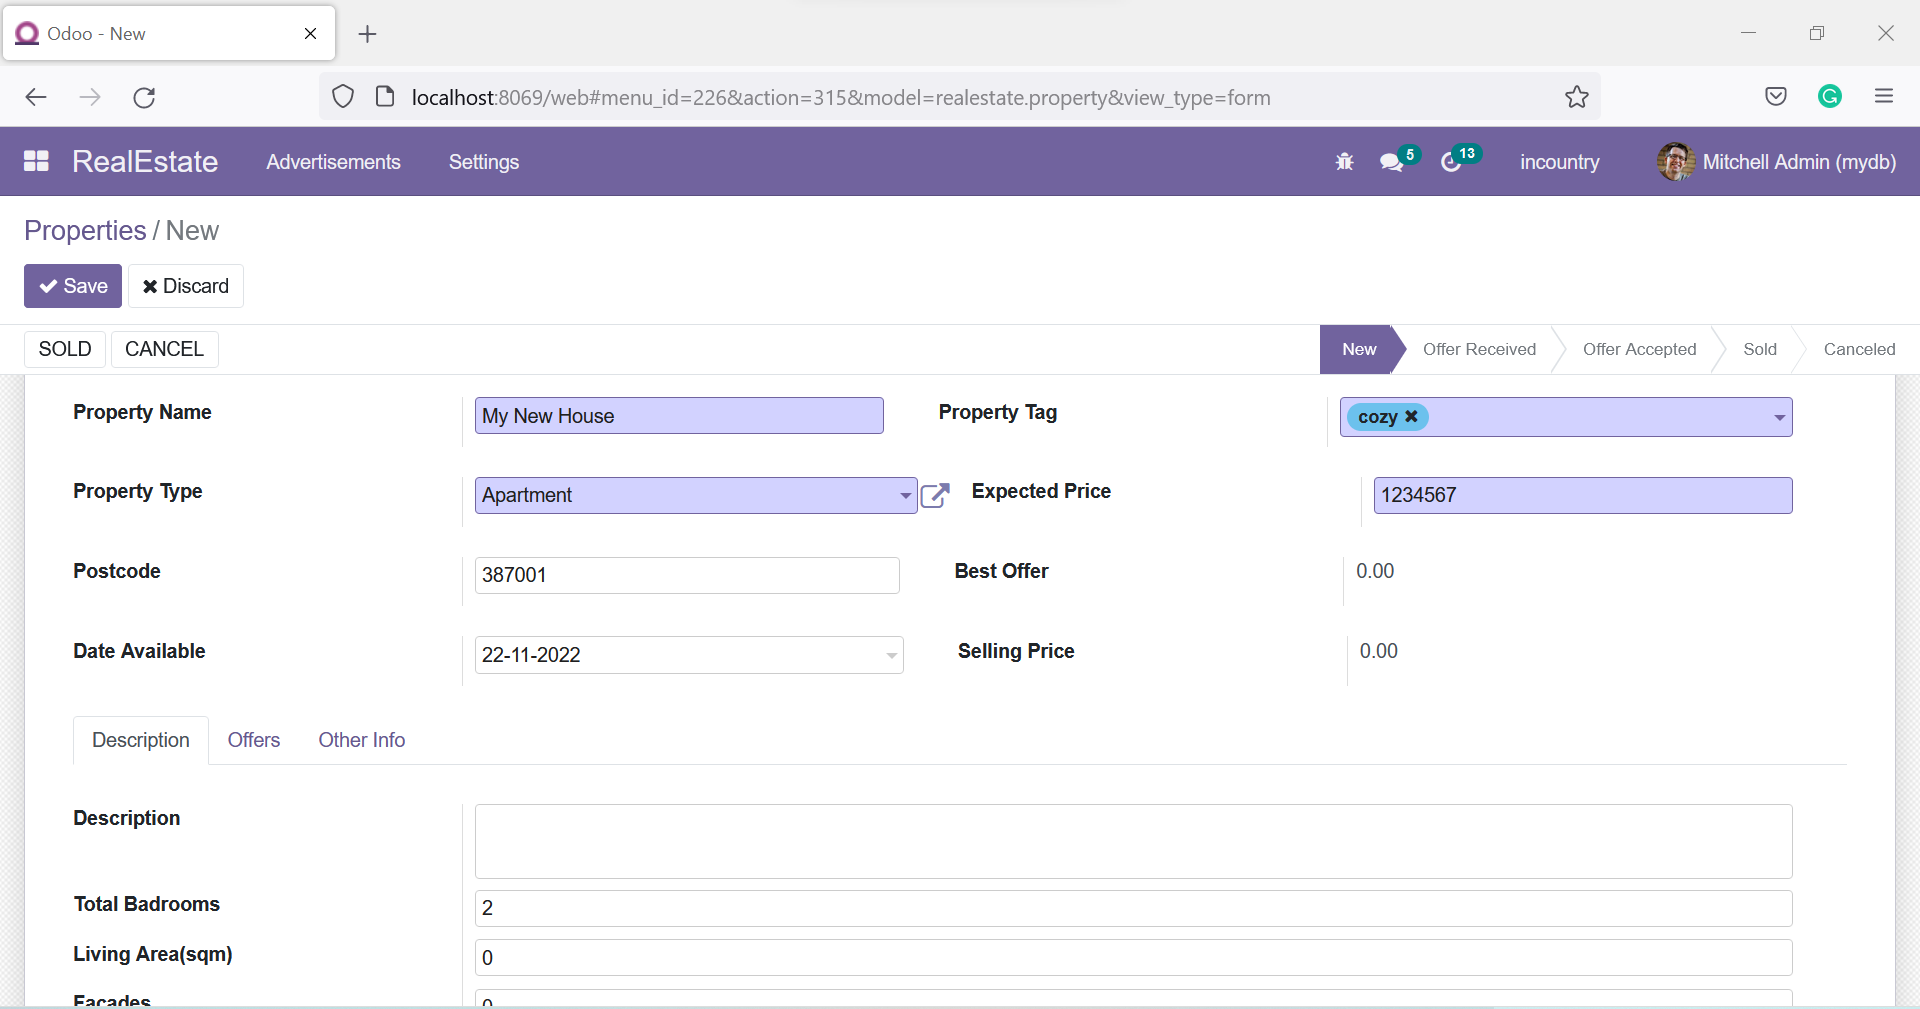 Odoo - New
localhost:8069/web#menu_id=226&action=315&model=realestate.property&view_type=form
RealEstate Advertisements Settings 5 13 incountry Mitchell Admin (mydb)
Properties / New
Save Discard
SOLD CANCEL New Offer Received Offer Accepted Sold Canceled
Property Name My New House Property Tag cozy
Property Type Apartment Expected Price 1234567
Postcode 387001 Best Offer 0.00
Date Available 22-11-2022 Selling Price 0.00
Description Offers Other Info
Description
Total Badrooms 2
Living Area(sqm) 0
Facades 0